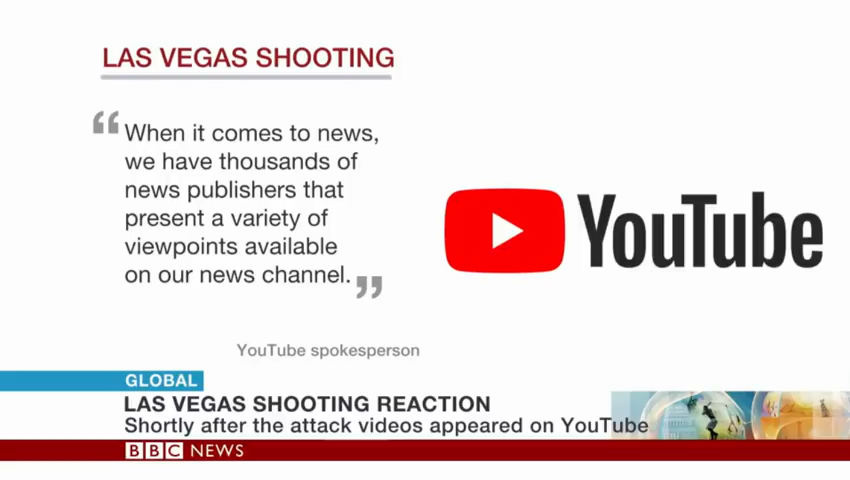 LAS VEGAS SHOOTING
“When it comes to news,
we have thousands of
news publishers that
present a variety of
viewpoints available
on our news channel.”
YouTube
YouTube spokesperson
GLOBAL
LAS VEGAS SHOOTING REACTION
Shortly after the attack videos appeared on YouTube
BBC NEWS